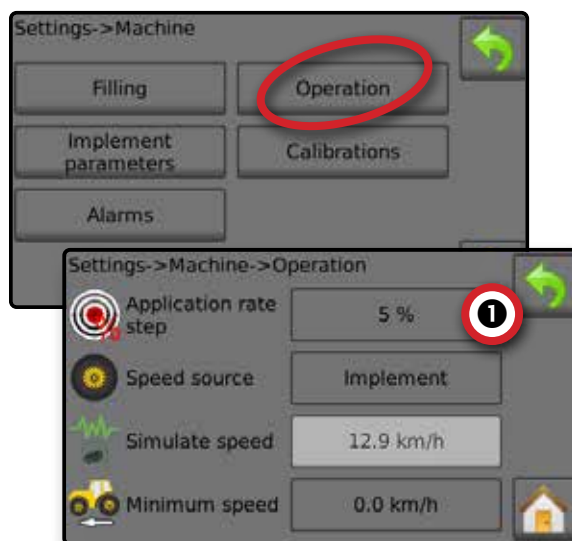 Settings->Machine
Filling
Operation
Implement
parameters
Calibrations
Alarms
Settings->Machine->Operation
Application rate
step
5 %
1
Speed source
Implement
Simulate speed
12.9 km/h
Minimum speed
0.0 km/h